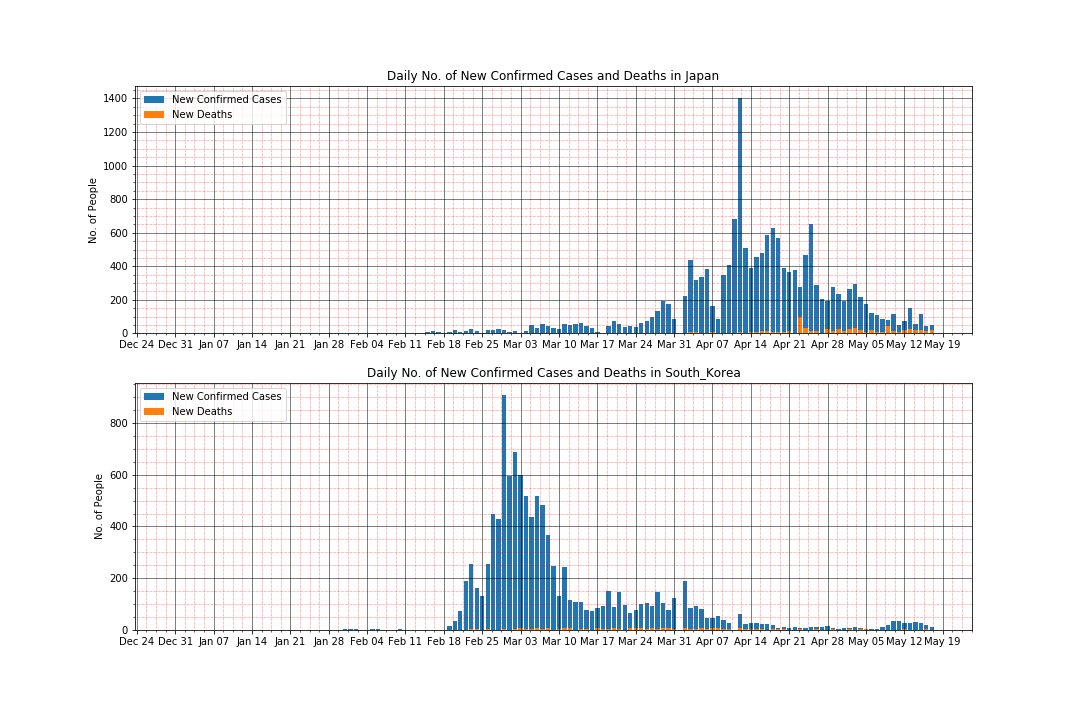 Daily No. of New Confirmed Cases and Deaths in Japan
New Confirmed Cases
New Deaths
No. of People
1400
1200
1000
800
600
400
200
0
Dec 24 Dec 31 Jan 07 Jan 14 Jan 21 Jan 28 Feb 04 Feb 11 Feb 18 Feb 25 Mar 03 Mar 10 Mar 17 Mar 24 Mar 31 Apr 07 Apr 14 Apr 21 Apr 28 May 05 May 12 May 19
Daily No. of New Confirmed Cases and Deaths in South_Korea
New Confirmed Cases
New Deaths
No. of People
800
600
400
200
0
Dec 24 Dec 31 Jan 07 Jan 14 Jan 21 Jan 28 Feb 04 Feb 11 Feb 18 Feb 25 Mar 03 Mar 10 Mar 17 Mar 24 Mar 31 Apr 07 Apr 14 Apr 21 Apr 28 May 05 May 12 May 19